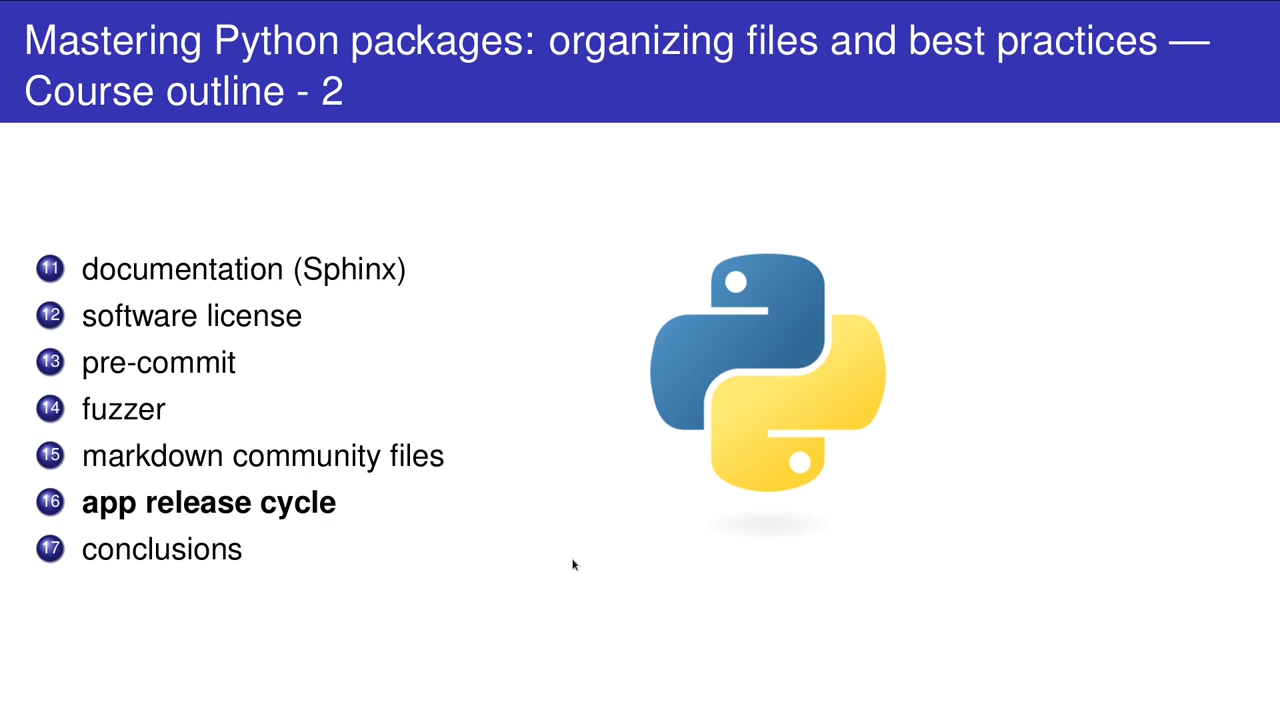 Mastering Python packages: organizing files and best practices —
Course outline - 2
11 documentation (Sphinx)
12 software license
13 pre-commit
14 fuzzer
15 markdown community files
16 app release cycle
17 conclusions